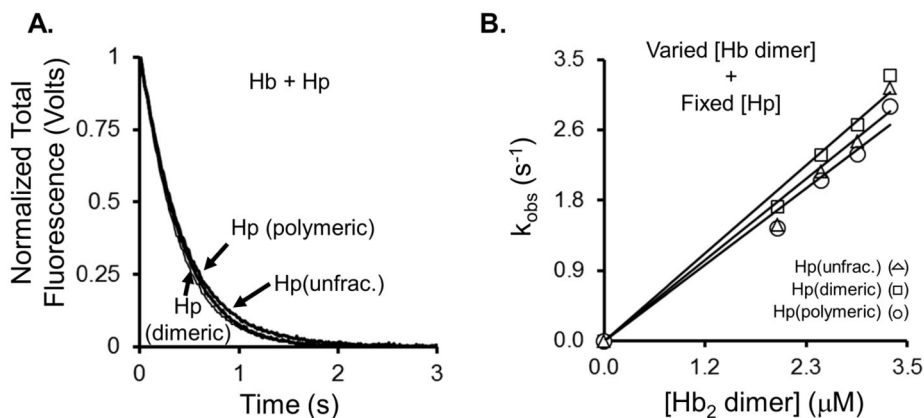 A.
Normalized Total
Fluorescence (Volts)
1
0.75
0.5
0.25
0
Hb + Hp
Hp (polymeric)
Hp(unfrac.)
Hp
(dimeric)
0
1
2
3
Time (s)
B.
kobs (s-1)
3.5
2.6
1.8
0.9
0.0
Varied [Hb dimer]
+
Fixed [Hp]
Hp(unfrac.) (△)
Hp(dimeric) (□)
Hp(polymeric) (○)
0.0
1.2
2.3
3.5
[Hb2 dimer] (μM)